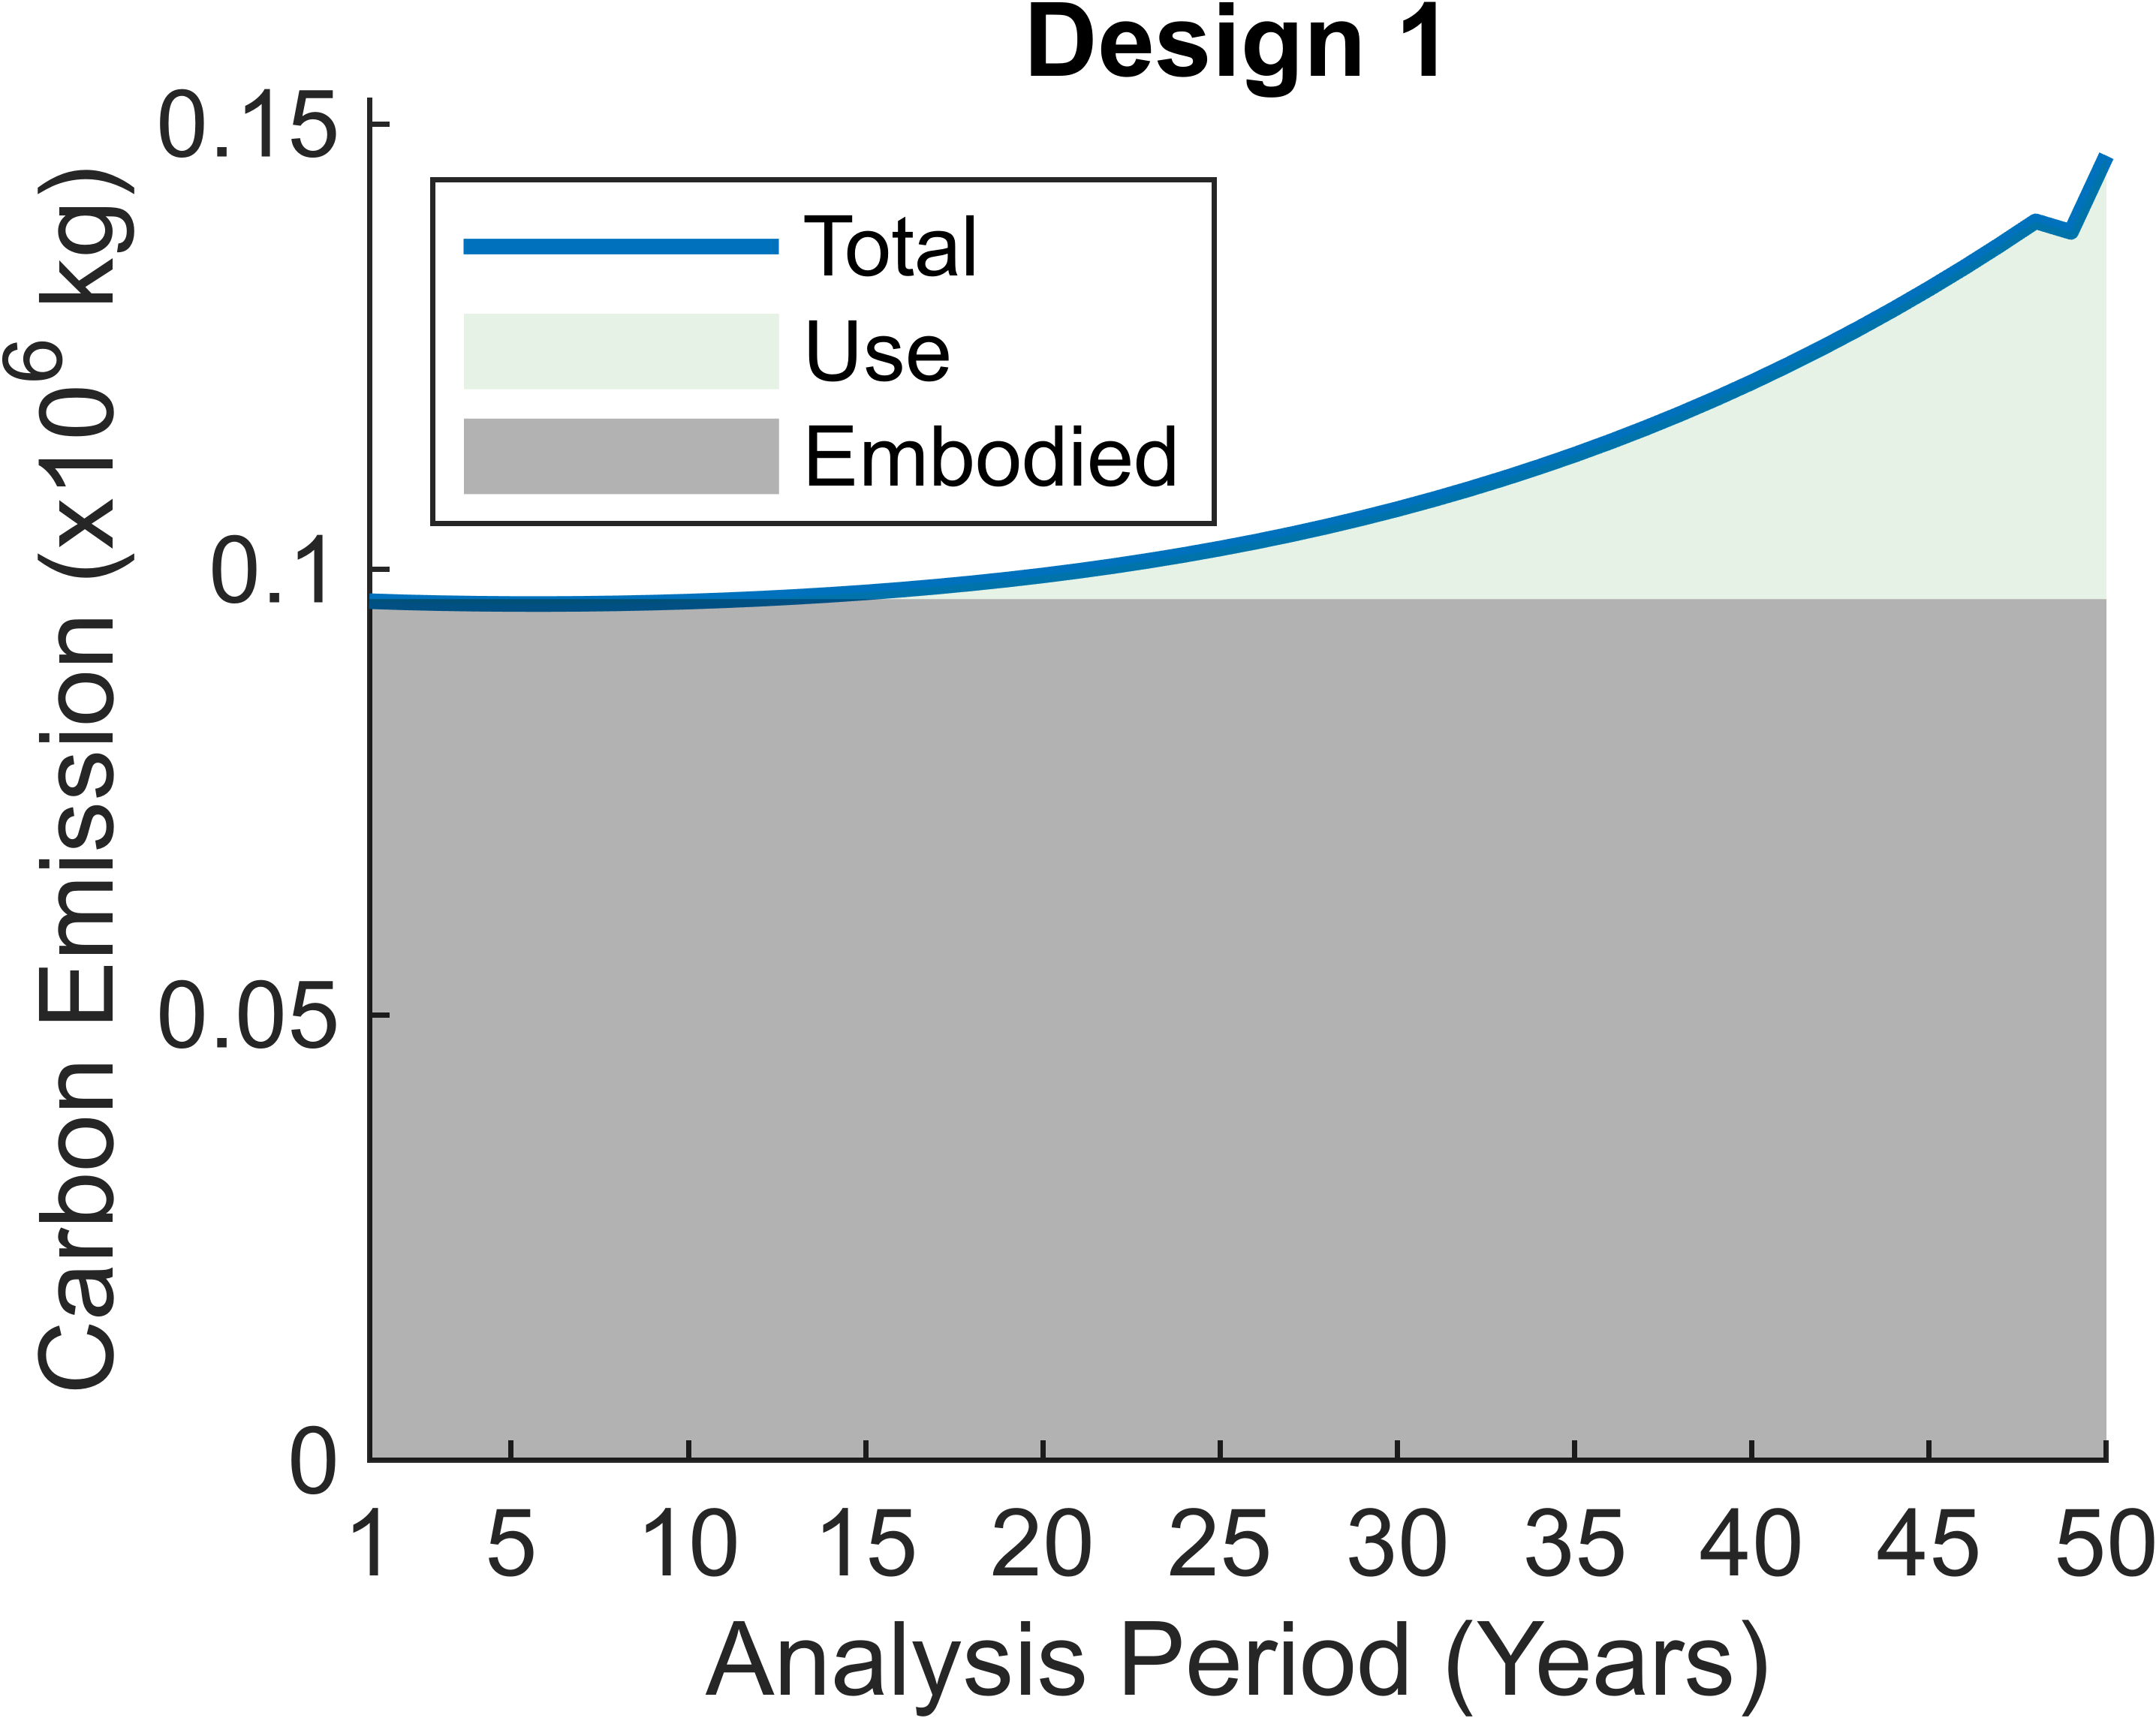 Design 1
0.15
0.1
0.05
0
Carbon Emission (x10⁶ kg)
Total
Use
Embodied
1 5 10 15 20 25 30 35 40 45 50
Analysis Period (Years)